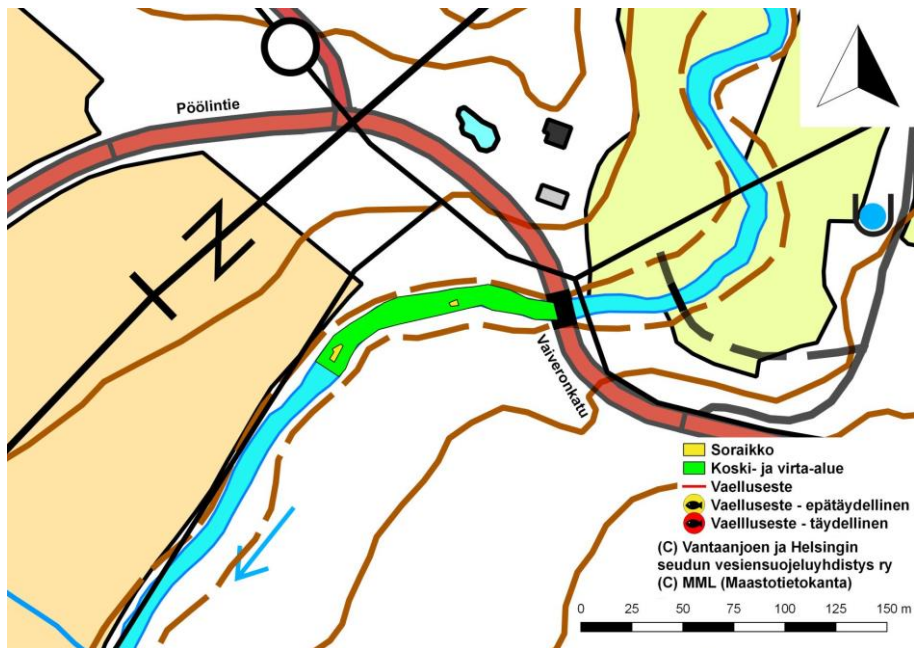 Pöölintie
Vaiveronkatu
Soraikko
Koski- ja virta-alue
Vaelluseste
Vaelluseste - epätäydellinen
Vaellluseste - täydellinen
(C) Vantaanjoen ja Helsingin
seudun vesiensuojeluyhdistys ry
(C) MML (Maastotietokanta)
0 25 50 75 100 125 150 m